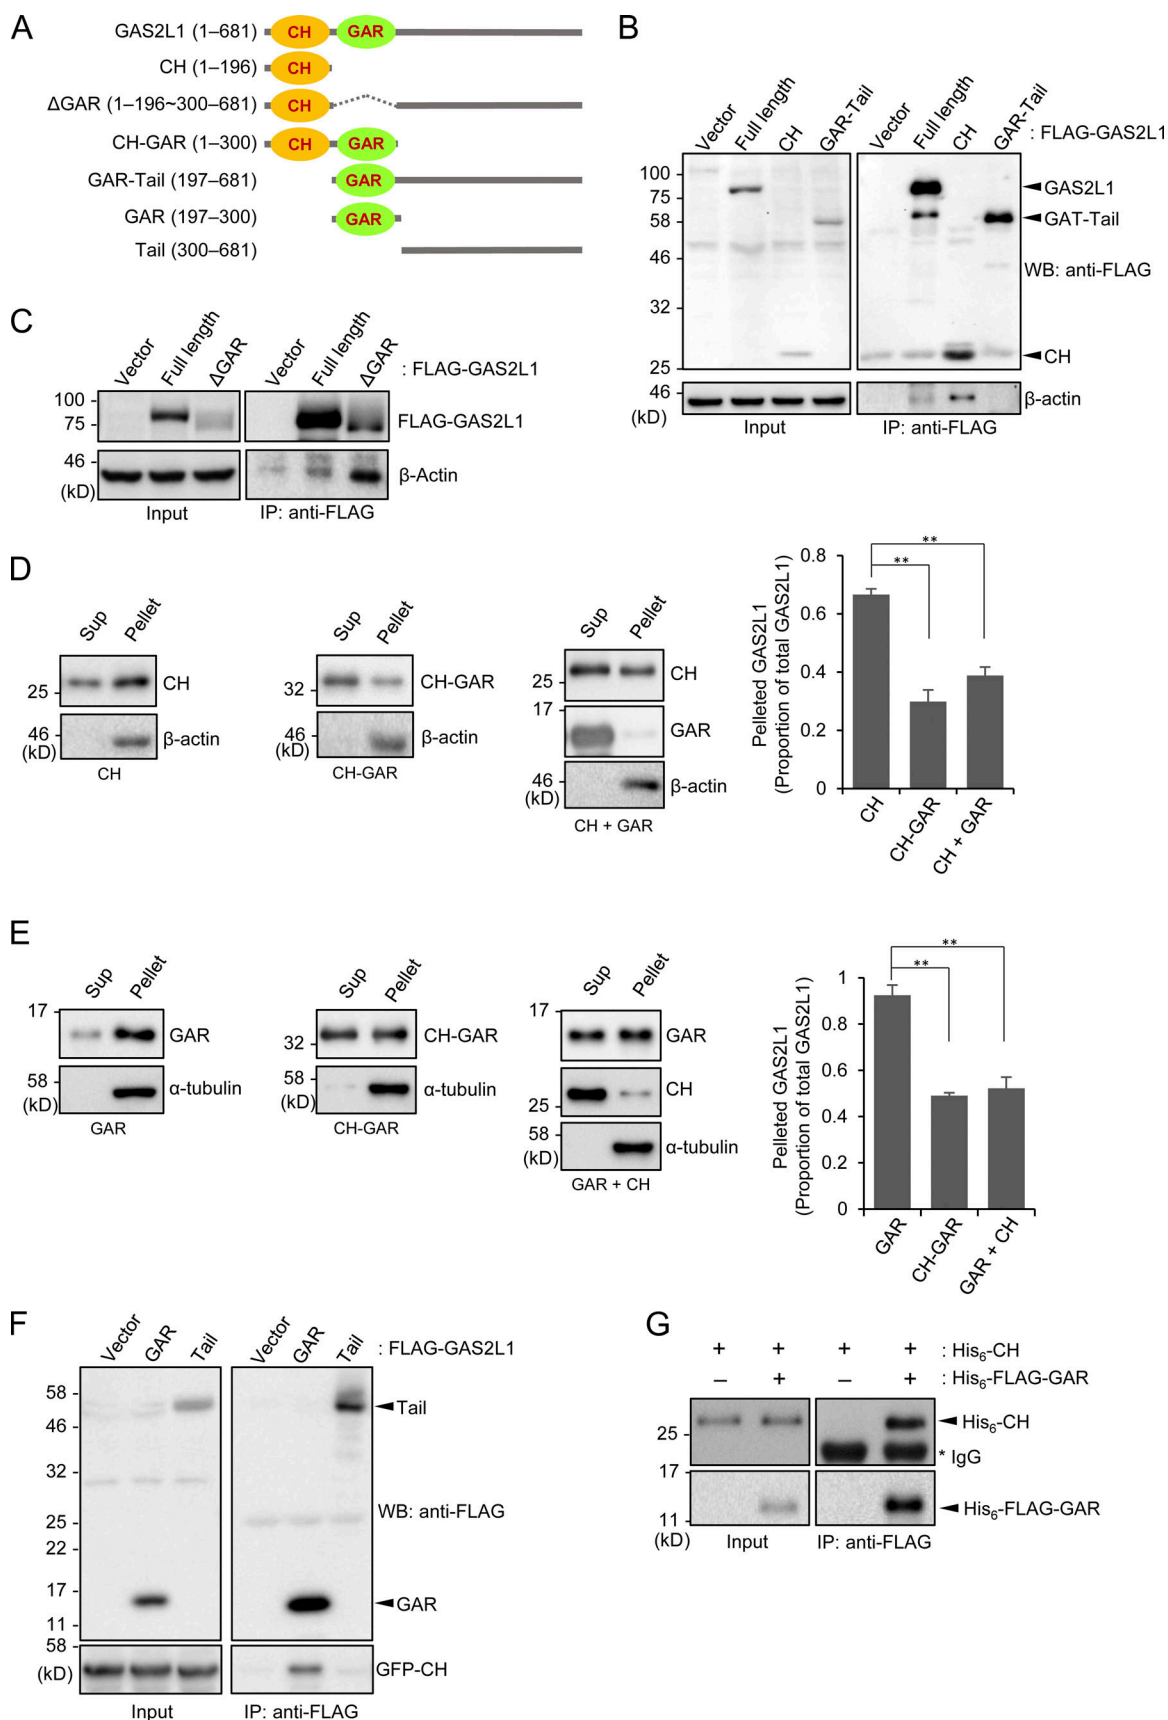 A
GAS2L1 (1–681) CH GAR
CH (1–196) CH
ΔGAR (1–196~300–681) CH
CH-GAR (1–300) CH GAR
GAR-Tail (197–681) GAR
GAR (197–300) GAR
Tail (300–681)
B
Vector Full length CH GAR-Tail Vector Full length CH GAR-Tail : FLAG-GAS2L1
100
75
58
46
32
25
46
(kD)
GAS2L1
GAT-Tail
WB: anti-FLAG
CH
β-actin
Input IP: anti-FLAG
C
Vector Full length ΔGAR Vector Full length ΔGAR : FLAG-GAS2L1
100
75
46
(kD)
FLAG-GAS2L1
β-Actin
Input IP: anti-FLAG
D
Sup Pellet
25 CH
46
(kD) β-actin
CH
Sup Pellet
32 CH-GAR
46
(kD) β-actin
CH-GAR
Sup Pellet
25 CH
17
GAR
46
(kD) β-actin
CH + GAR
Pelleted GAS2L1
(Proportion of total GAS2L1)
0.8
0.6
0.4
0.2
0
** **
CH CH-GAR CH + GAR
E
Sup Pellet
17
GAR
58
(kD) α-tubulin
GAR
Sup Pellet
32 CH-GAR
58
(kD) α-tubulin
CH-GAR
Sup Pellet
17
GAR
25 CH
58
(kD) α-tubulin
GAR + CH
Pelleted GAS2L1
(Proportion of total GAS2L1)
1
0.8
0.6
0.4
0.2
0
** **
GAR CH-GAR GAR + CH
F
Vector GAR Tail Vector GAR Tail : FLAG-GAS2L1
58
46
32
25
22
17
11
58
(kD)
Tail
WB: anti-FLAG
GAR
GFP-CH
Input IP: anti-FLAG
G
+ + + + : His6-CH
– + – + : His6-FLAG-GAR
25
17
11
(kD)
His6-CH
* IgG
His6-FLAG-GAR
Input IP: anti-FLAG